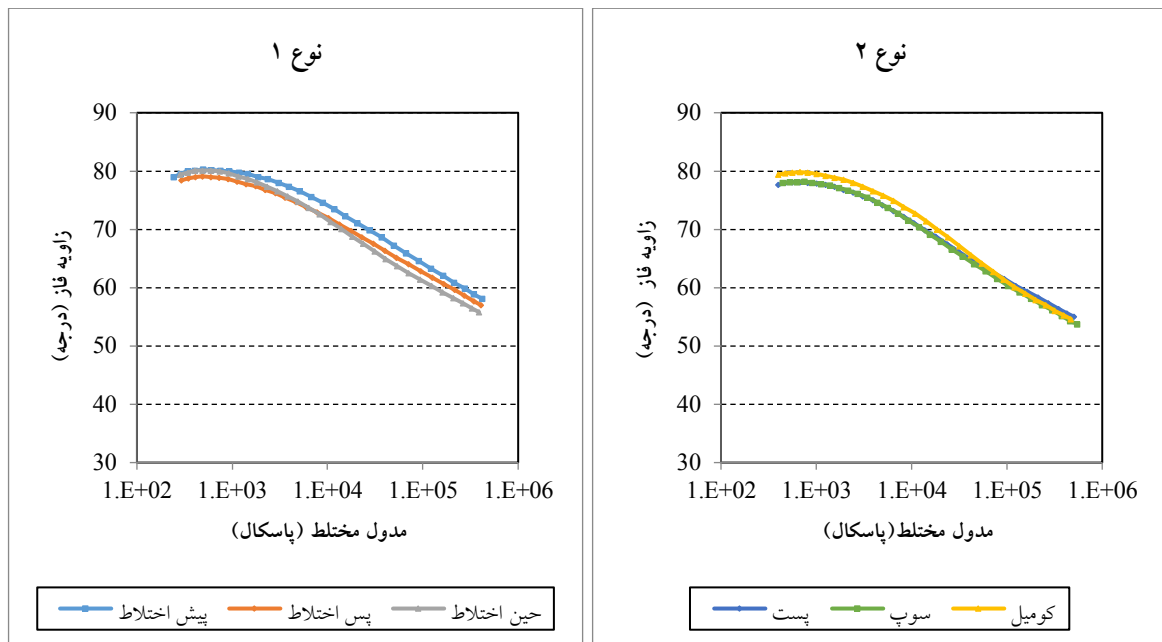 نوع ۱
90
80
70
60
50
40
30
زاویه فاز (درجه)
1.E+02 1.E+03 1.E+04 1.E+05 1.E+06
مدول مختلط (پاسکال)
پیش اختلاط پس اختلاط حین اختلاط
نوع ۲
90
80
70
60
50
40
30
زاویه فاز (درجه)
1.E+02 1.E+03 1.E+04 1.E+05 1.E+06
مدول مختلط(پاسکال)
پست سوپ کومیل